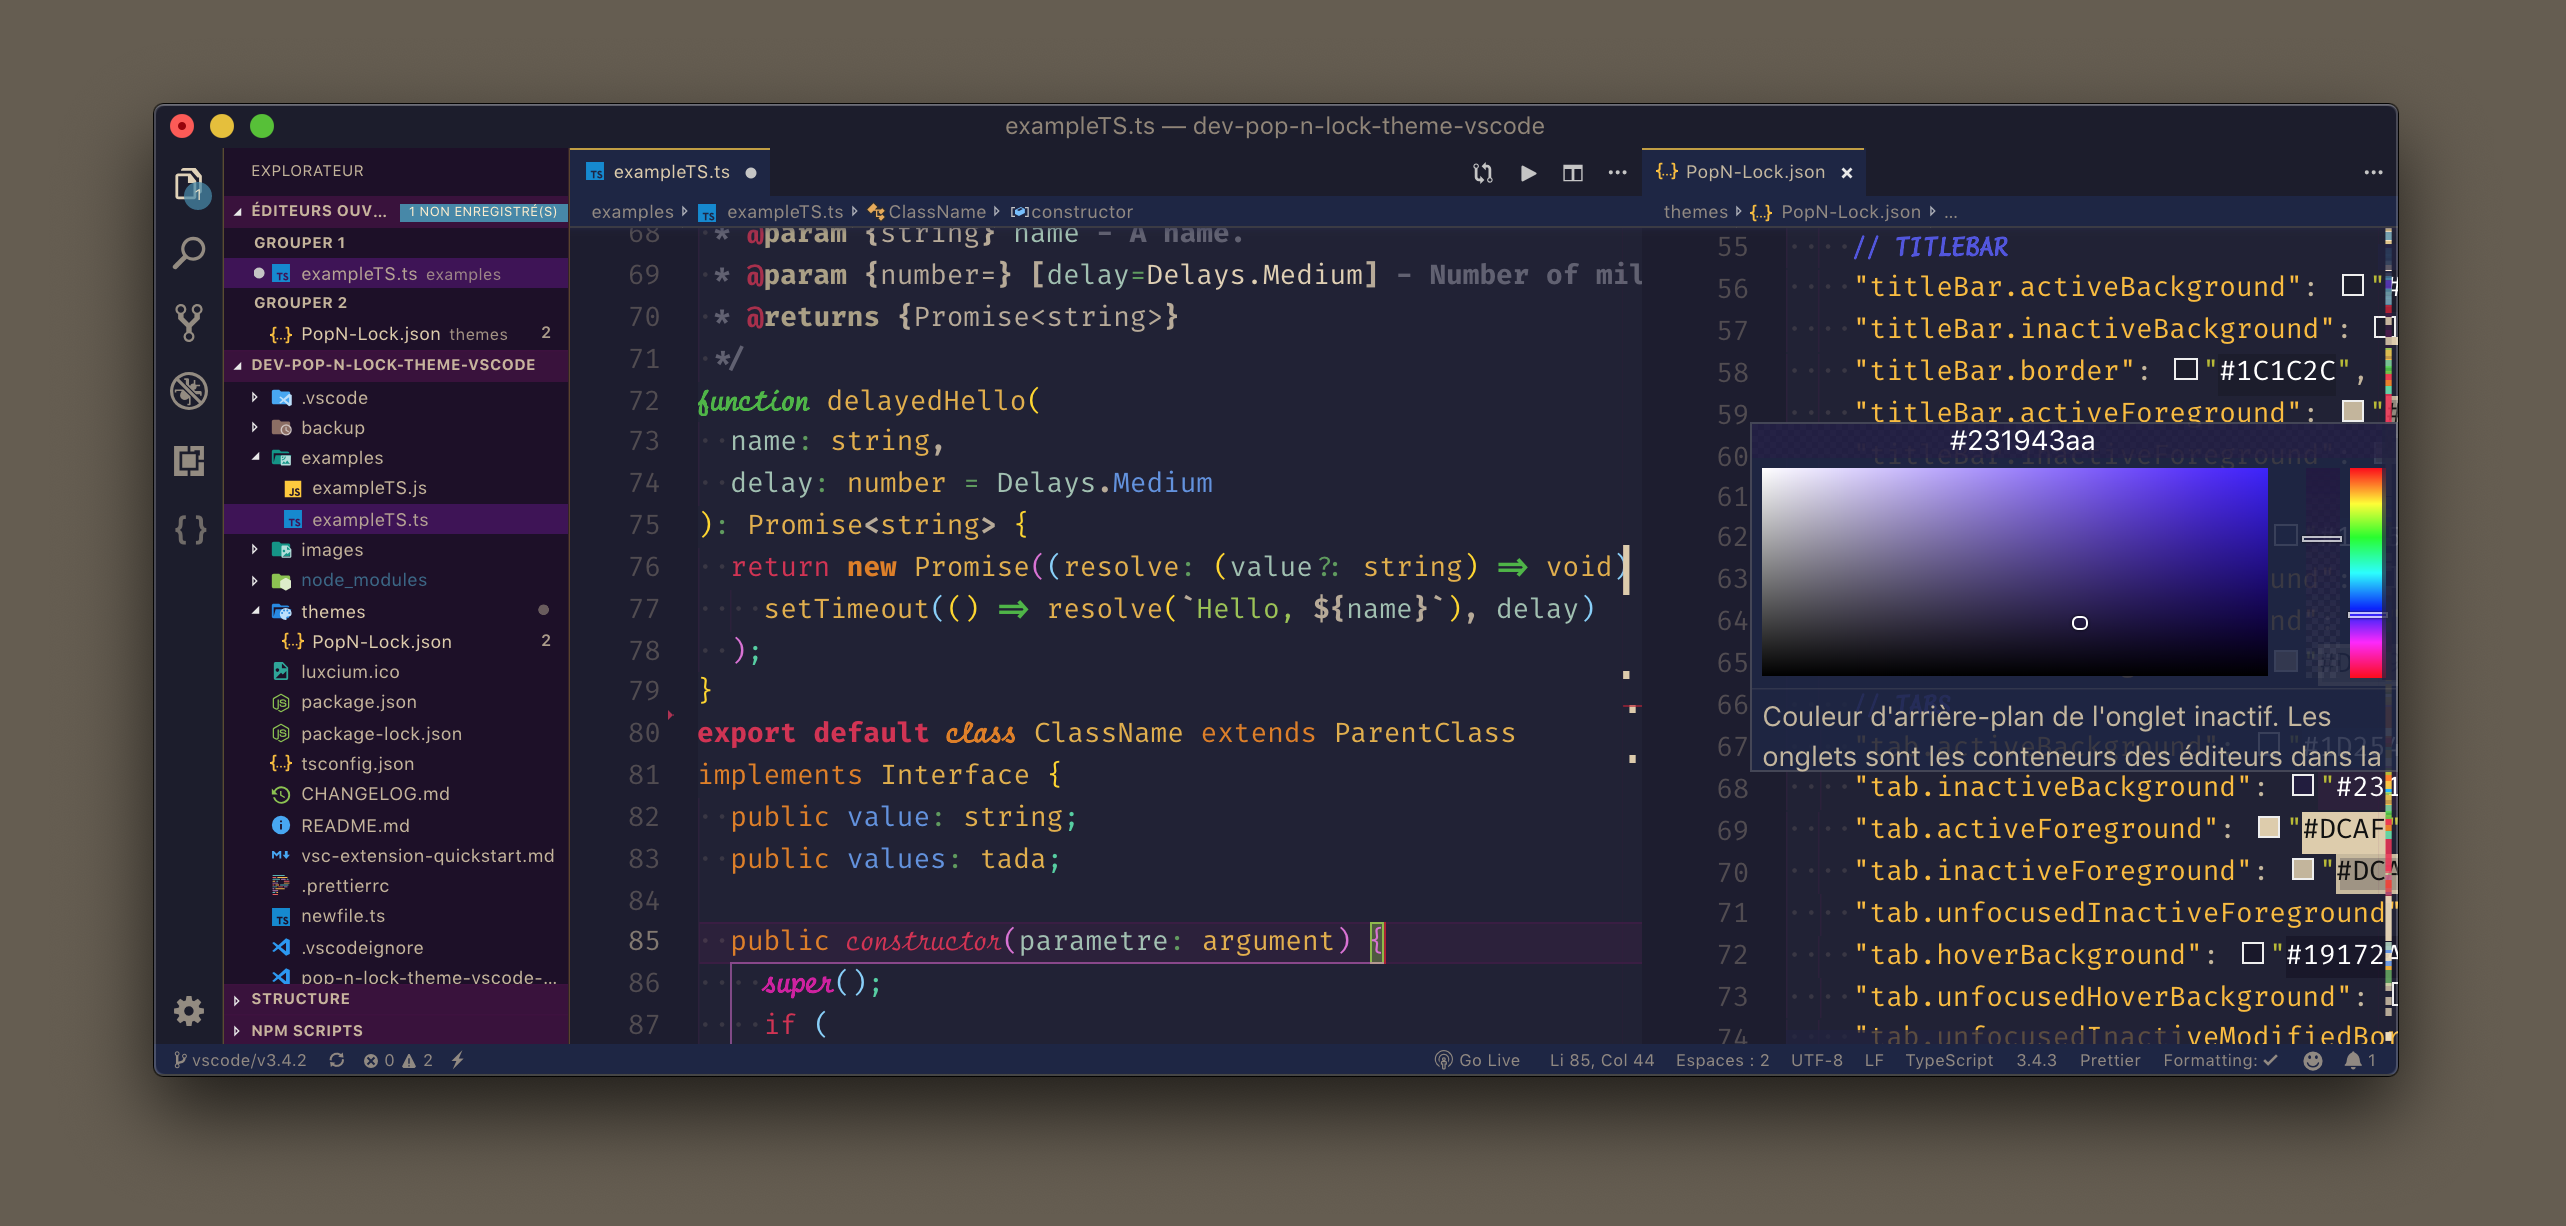 exampleTS.ts — dev-pop-n-lock-theme-vscode
1
EXPLORATEUR
ÉDITEURS OUV... 1 NON ENREGISTRÉ(S)
GROUPER 1
exampleTS.ts examples
GROUPER 2
PopN-Lock.json themes 2
DEV-POP-N-LOCK-THEME-VSCODE
.vscode
backup
examples
exampleTS.js
exampleTS.ts
images
node_modules
themes
PopN-Lock.json 2
luxcium.ico
package.json
package-lock.json
tsconfig.json
CHANGELOG.md
README.md
vsc-extension-quickstart.md
.prettierrc
newfile.ts
.vscodeignore
pop-n-lock-theme-vscode-...
STRUCTURE
NPM SCRIPTS
exampleTS.ts
examples exampleTS.ts ClassName constructor
68 * @param {string} name - A name.
69 * @param {number=} [delay=Delays.Medium] - Number of mil
70 * @returns {Promise<string>}
71 */
72 function delayedHello(
73 name: string,
74 delay: number = Delays.Medium
75 ): Promise<string> {
76 return new Promise((resolve: (value?: string) => void)
77 setTimeout(() => resolve(`Hello, ${name}`), delay)
78 );
79 }
80 export default class ClassName extends ParentClass
81 implements Interface {
82 public value: string;
83 public values: tada;
84
85 public constructor(parametre: argument) {
86 super();
87 if (
PopN-Lock.json
themes PopN-Lock.json ...
55 // TITLEBAR
56 "titleBar.activeBackground": "#
57 "titleBar.inactiveBackground":
58 "titleBar.border": "#1C1C2C",
59 "titleBar.activeForeground": "#
#231943aa
60 "titleBar.inactiveForeground":
61
62
63
64
65
66 // TABS
Couleur d'arrière-plan de l'onglet inactif. Les
67 "tab.activeBackground": "#1D25
onglets sont les conteneurs des éditeurs dans la
68 "tab.inactiveBackground": "#231
69 "tab.activeForeground": "#DCAF
70 "tab.inactiveForeground": "#DCA
71 "tab.unfocusedInactiveForeground"
72 "tab.hoverBackground": "#19172A
73 "tab.unfocusedHoverBackground":
74 "tab.unfocusedInactiveModifiedBor
vscode/v3.4.2 0 2 Go Live Li 85, Col 44 Espaces : 2 UTF-8 LF TypeScript 3.4.3 Prettier Formatting: ✓ 1